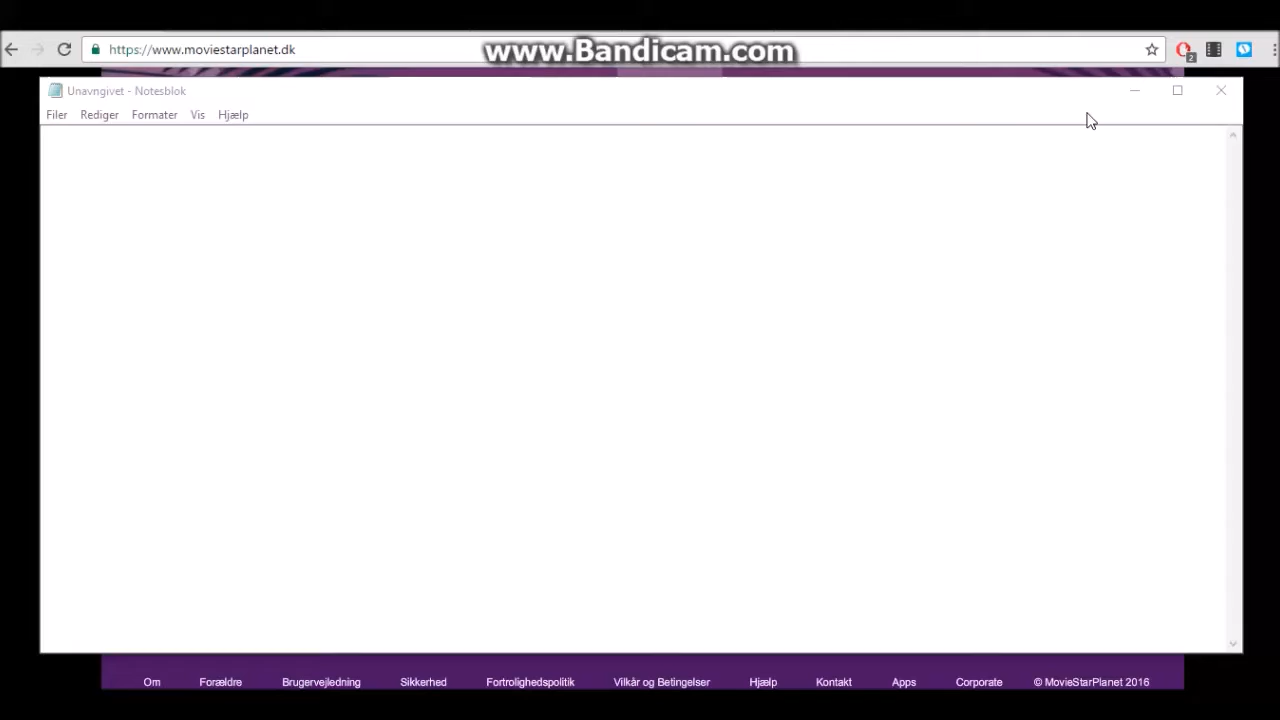 https://www.moviestarplanet.dk
www.Bandicam.com
2
Unavngivet - Notesblok
Filer Rediger Formater Vis Hjælp
Om Forældre Brugervejledning Sikkerhed Fortrolighedspolitik Vilkår og Betingelser Hjælp Kontakt Apps Corporate © MovieStarPlanet 2016